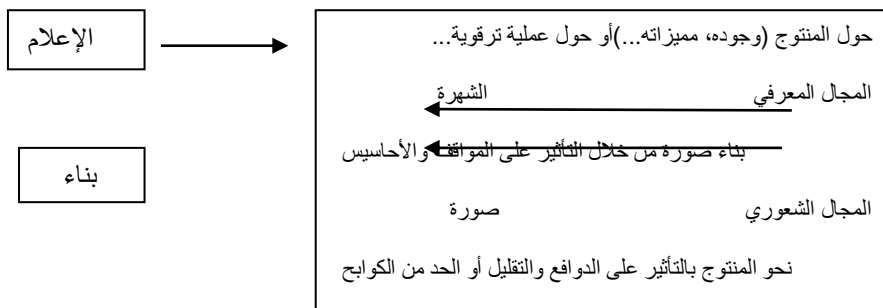 الإعلام
حول المنتوج (وجوده، مميزاته...)أو حول عملية ترقوية...
المجال المعرفي الشهرة
بناء صورة من خلال التأثير على المواقف والأحاسيس
بناء
المجال الشعوري صورة
نحو المنتوج بالتأثير على الدوافع والتقليل أو الحد من الكوابح